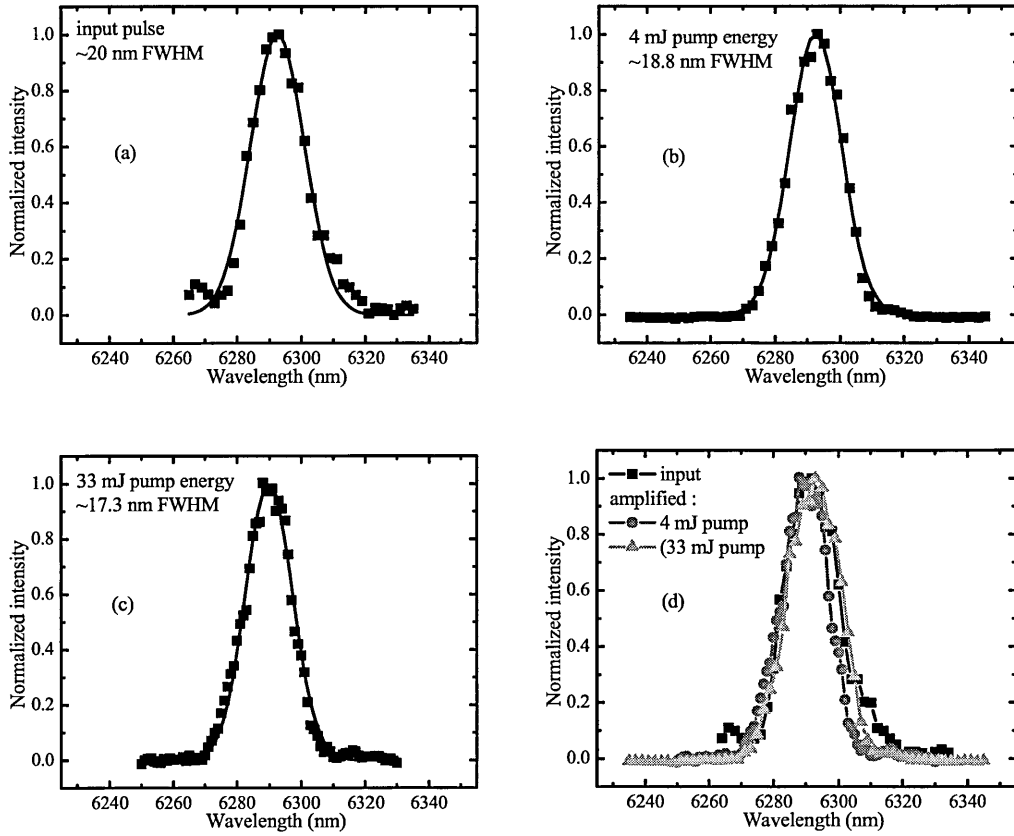 input pulse
~20 nm FWHM
(a)
Normalized intensity
1.0
0.8
0.6
0.4
0.2
0.0
6240 6260 6280 6300 6320 6340
Wavelength (nm)
4 mJ pump energy
~18.8 nm FWHM
(b)
Normalized intensity
1.0
0.8
0.6
0.4
0.2
0.0
6240 6260 6280 6300 6320 6340
Wavelength (nm)
33 mJ pump energy
~17.3 nm FWHM
(c)
Normalized intensity
1.0
0.8
0.6
0.4
0.2
0.0
6240 6260 6280 6300 6320 6340
Wavelength (nm)
input
amplified :
4 mJ pump
(33 mJ pump
(d)
Normalized intensity
1.0
0.8
0.6
0.4
0.2
0.0
6240 6260 6280 6300 6320 6340
Wavelength (nm)